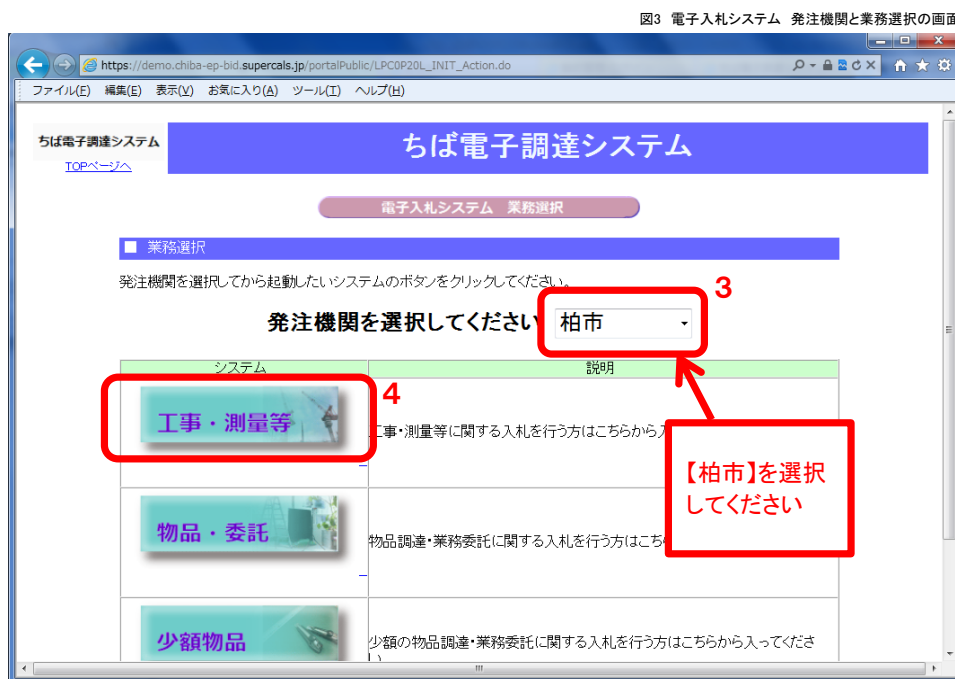 図3 電子入札システム 発注機関と業務選択の画面
https://demo.chiba-ep-bid.supercals.jp/portalPublic/LPC0P20L_INIT_Action.do
ファイル(F) 編集(E) 表示(V) お気に入り(A) ツール(T) ヘルプ(H)
ちば電子調達システム
TOPページへ
ちば電子調達システム
電子入札システム 業務選択
■ 業務選択
発注機関を選択してから起動したいシステムのボタンをクリックしてください。
3
発注機関を選択してください 柏市
システム 説明
4
工事・測量等
工事・測量等に関する入札を行う方はこちらから入
【柏市】を選択
してください
物品・委託
物品調達・業務委託に関する入札を行う方はこち
少額物品
少額の物品調達・業務委託に関する入札を行う方はこちらから入ってくださ